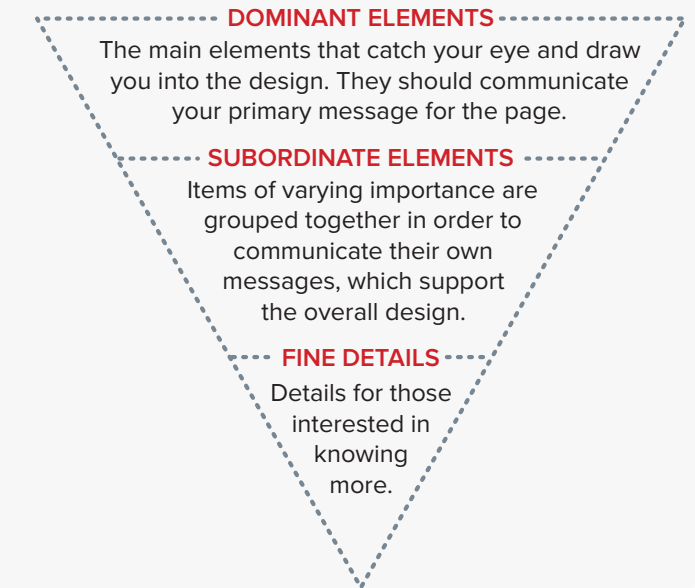 DOMINANT ELEMENTS
The main elements that catch your eye and draw
you into the design. They should communicate
your primary message for the page.
SUBORDINATE ELEMENTS
Items of varying importance are
grouped together in order to
communicate their own
messages, which support
the overall design.
FINE DETAILS
Details for those
interested in
knowing
more.